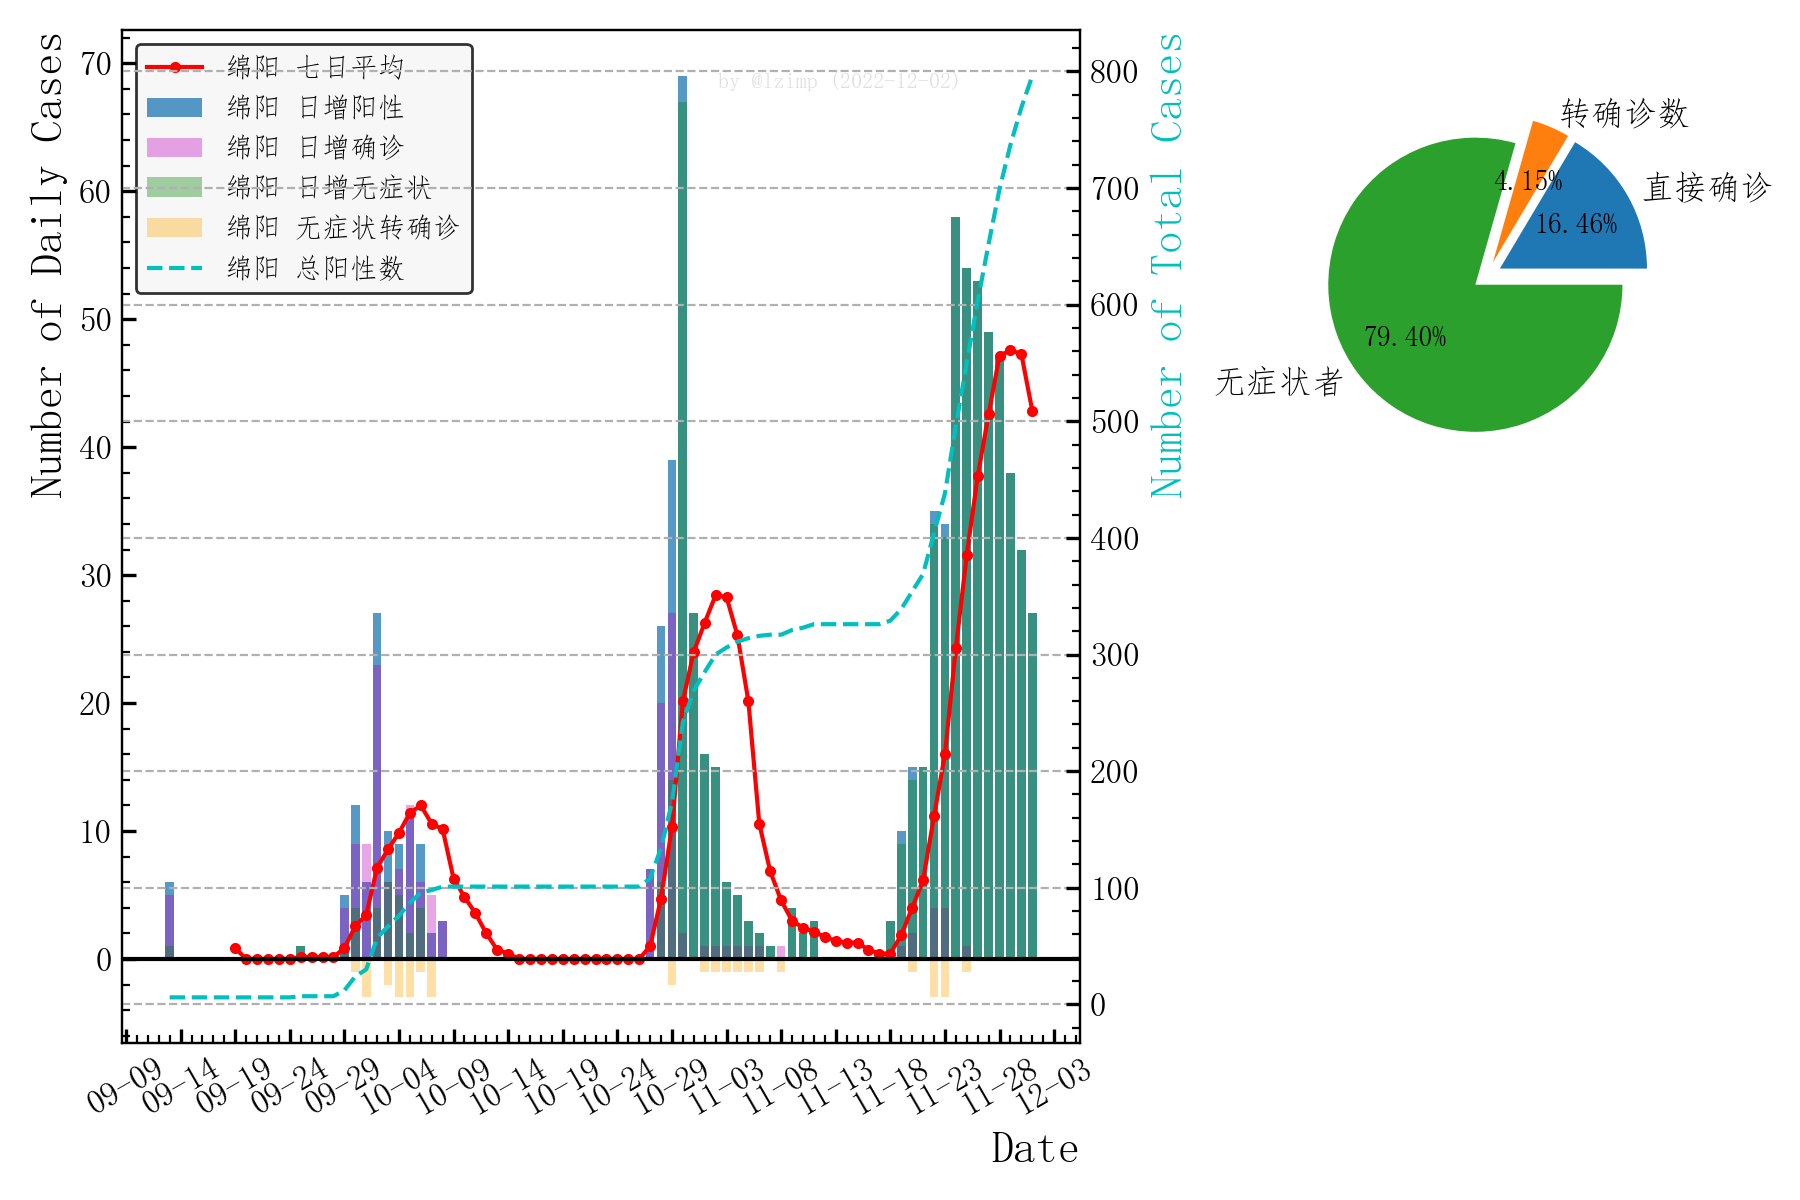 Number of Daily Cases
70
60
50
40
30
20
10
0
绵阳 七日平均
绵阳 日增阳性
绵阳 日增确诊
绵阳 日增无症状
绵阳 无症状转确诊
绵阳 总阳性数
by @lzimp (2022-12-02)
800
700
600
500
400
300
200
100
0
Number of Total Cases
09-09
09-14
09-19
09-24
09-29
10-04
10-09
10-14
10-19
10-24
10-29
11-03
11-08
11-13
11-18
11-23
11-28
12-03
Date
转确诊数
4.15%
直接确诊
16.46%
79.40%
无症状者